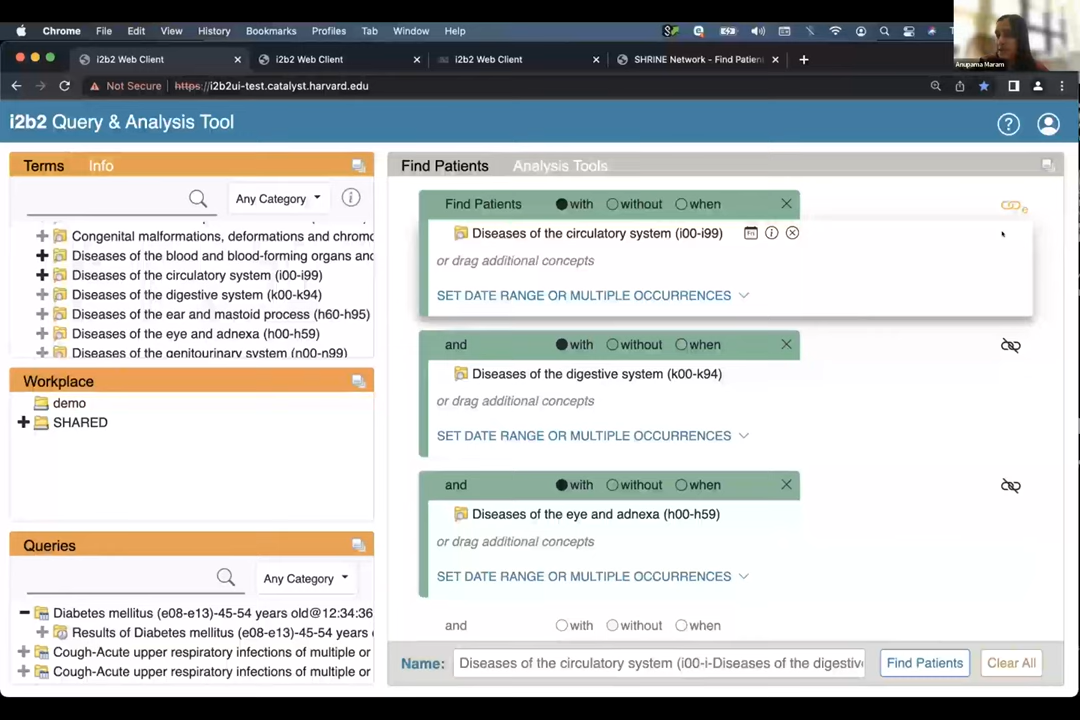 Chrome File Edit View History Bookmarks Profiles Tab Window Help
Anupama Maram
i2b2 Web Client i2b2 Web Client i2b2 Web Client SHRINE Network - Find Patien
Not Secure https://i2b2ui-test.catalyst.harvard.edu
i2b2 Query & Analysis Tool
Terms Info
Any Category
Congenital malformations, deformations and chromo
Diseases of the blood and blood-forming organs and
Diseases of the circulatory system (i00-i99)
Diseases of the digestive system (k00-k94)
Diseases of the ear and mastoid process (h60-h95)
Diseases of the eye and adnexa (h00-h59)
Diseases of the genitourinary system (n00-n99)
Workplace
demo
SHARED
Queries
Any Category
Diabetes mellitus (e08-e13)-45-54 years old@12:34:36
Results of Diabetes mellitus (e08-e13)-45-54 years
Cough-Acute upper respiratory infections of multiple or
Cough-Acute upper respiratory infections of multiple or
Find Patients Analysis Tools
Find Patients with without when
Diseases of the circulatory system (i00-i99)
or drag additional concepts
SET DATE RANGE OR MULTIPLE OCCURRENCES
and with without when
Diseases of the digestive system (k00-k94)
or drag additional concepts
SET DATE RANGE OR MULTIPLE OCCURRENCES
and with without when
Diseases of the eye and adnexa (h00-h59)
or drag additional concepts
SET DATE RANGE OR MULTIPLE OCCURRENCES
and with without when
Name: Diseases of the circulatory system (i00-i-Diseases of the digestiv Find Patients Clear All